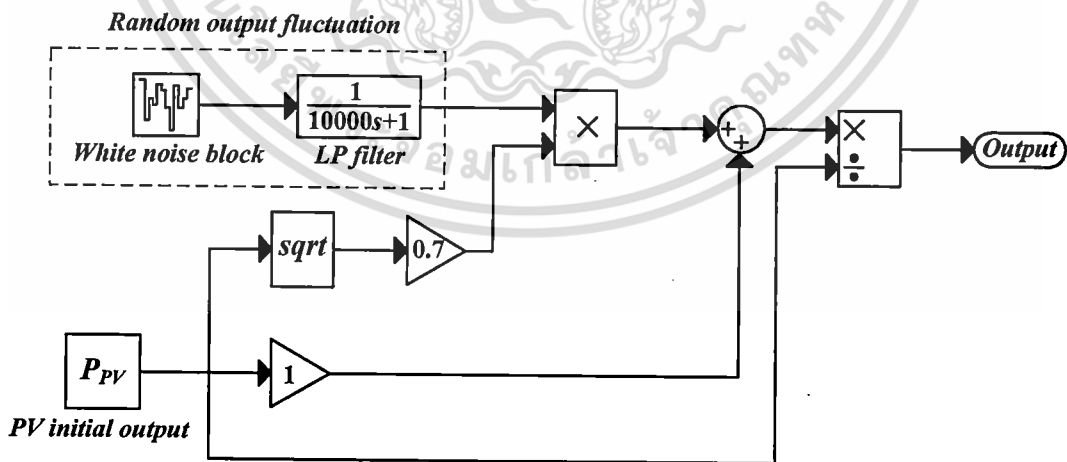 Random output fluctuation
1
10000s+1
White noise block
LP filter
×
+
+
×
÷
Output
sqrt
0.7
P_PV
1
PV initial output